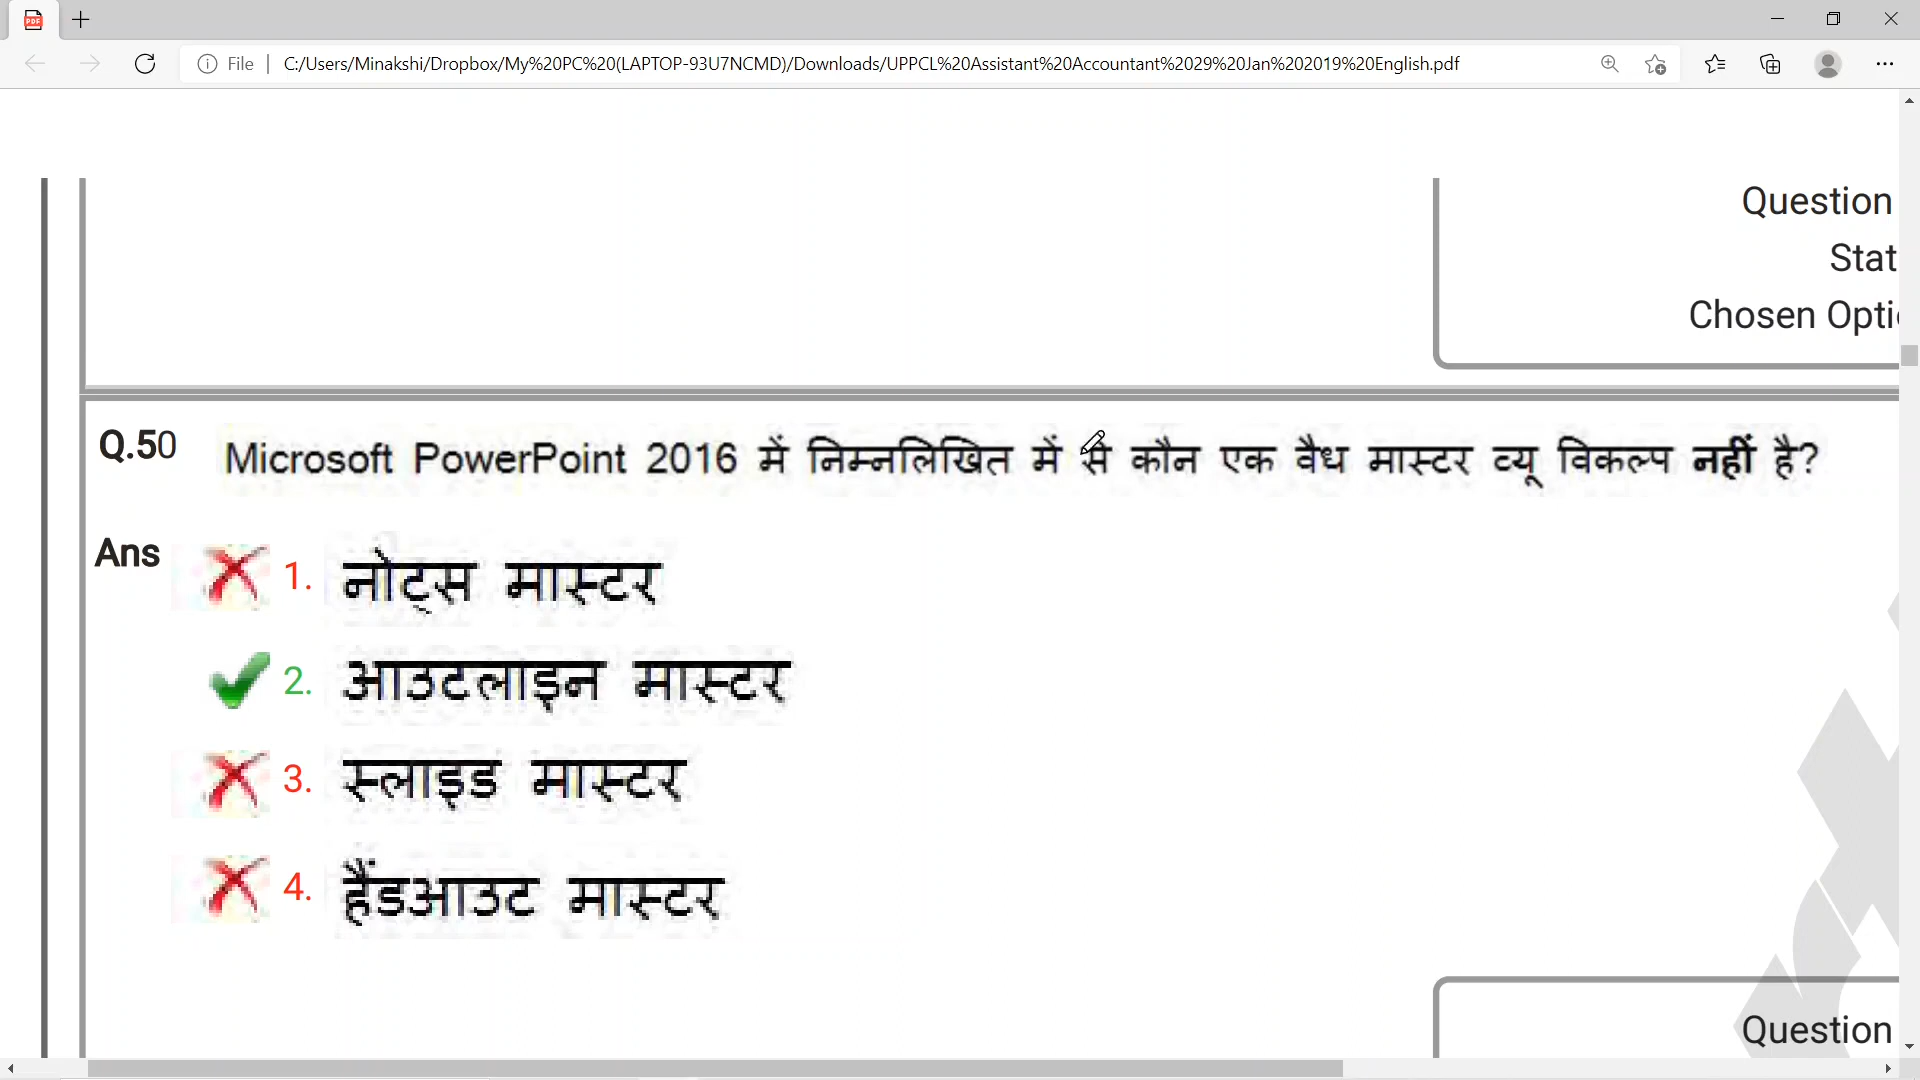 File C:/Users/Minakshi/Dropbox/My%20PC%20(LAPTOP-93U7NCMD)/Downloads/UPPCL%20Assistant%20Accountant%2029%20Jan%202019%20English.pdf
Question
Stat
Chosen Opti
Q.50 Microsoft PowerPoint 2016 में निम्नलिखित में से कौन एक वैध मास्टर व्यू विकल्प नहीं है?
Ans
1. नोट्स मास्टर
2. आउटलाइन मास्टर
3. स्लाइड मास्टर
4. हैंडआउट मास्टर
Question